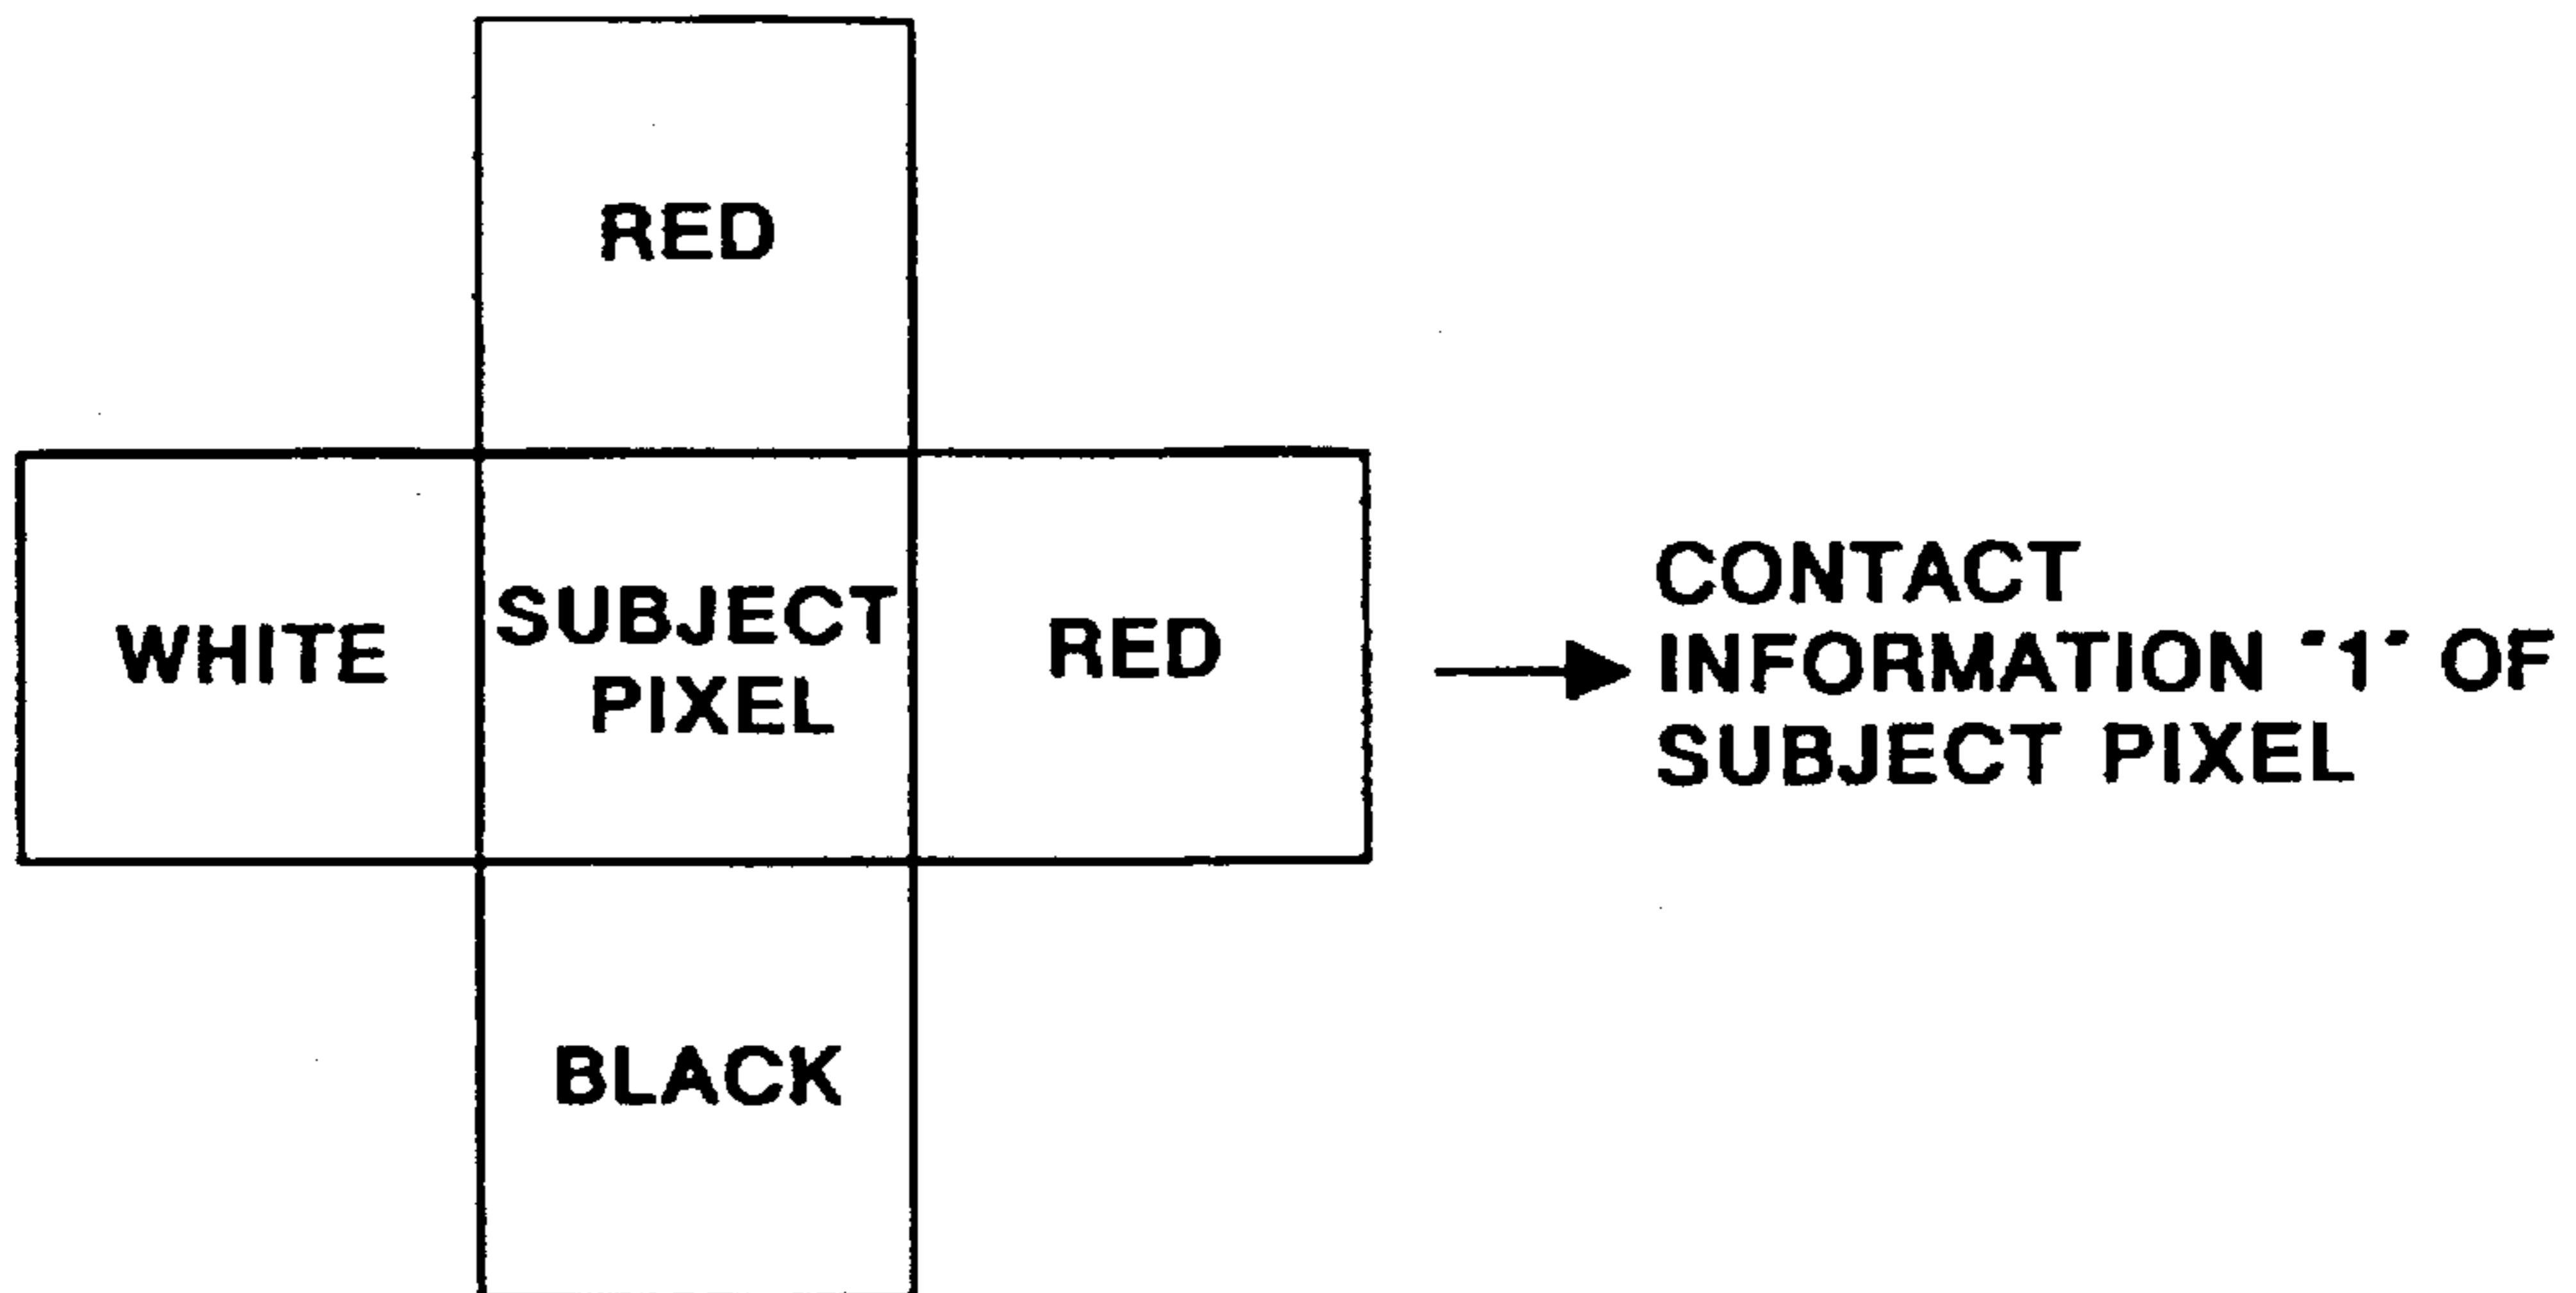 RED
WHITE
SUBJECT
PIXEL
RED
BLACK
CONTACT
INFORMATION "1" OF
SUBJECT PIXEL